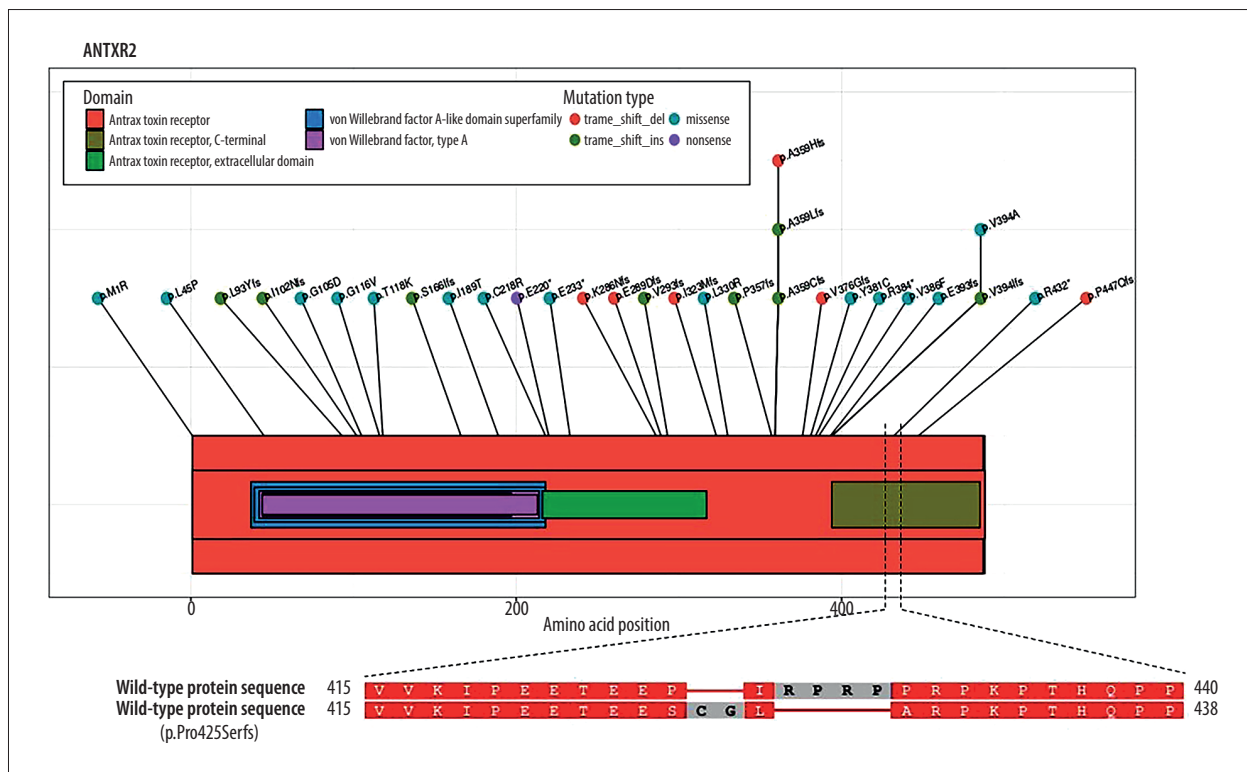 ANTXR2
Domain
Mutation type
Antrax toxin receptor
von Willebrand factor A-like domain superfamily
trame_shift_del
missense
Antrax toxin receptor, C-terminal
von Willebrand factor, type A
trame_shift_ins
nonsense
Antrax toxin receptor, extracellular domain
p.A359Hfs
p.A359Lfs
p.V394A
p.M1R
p.L45P
p.L93Yfs
p.I102Nfs
p.G105D
p.G116V
p.T118K
p.S166Ifs
p.I189T
p.C218R
p.E220*
p.E233*
p.K286Nfs
p.E289Dfs
p.V293fs
p.I323Mfs
p.L330R
p.P357fs
p.A359Cfs
p.V376Gfs
p.Y381C
p.R384*
p.V386F
p.E393fs
p.V394Ifs
p.R432*
p.P447Qfs
0
200
400
Amino acid position
Wild-type protein sequence 415 V V K I P E E T E E P I R P R P P R P K P T H Q P P 440
Wild-type protein sequence 415 V V K I P E E T E E S C G L A R P K P T H Q P P 438
(p.Pro425Serfs)